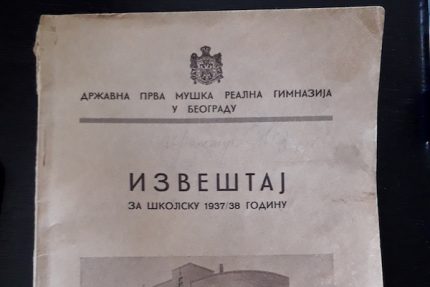 ДРЖАВНА ПРВА МУШКА РЕАЛНА ГИМНАЗИЈА
У БЕОГРАДУ
ИЗВЕШТАЈ
ЗА ШКОЛСКУ 1937/38 ГОДИНУ